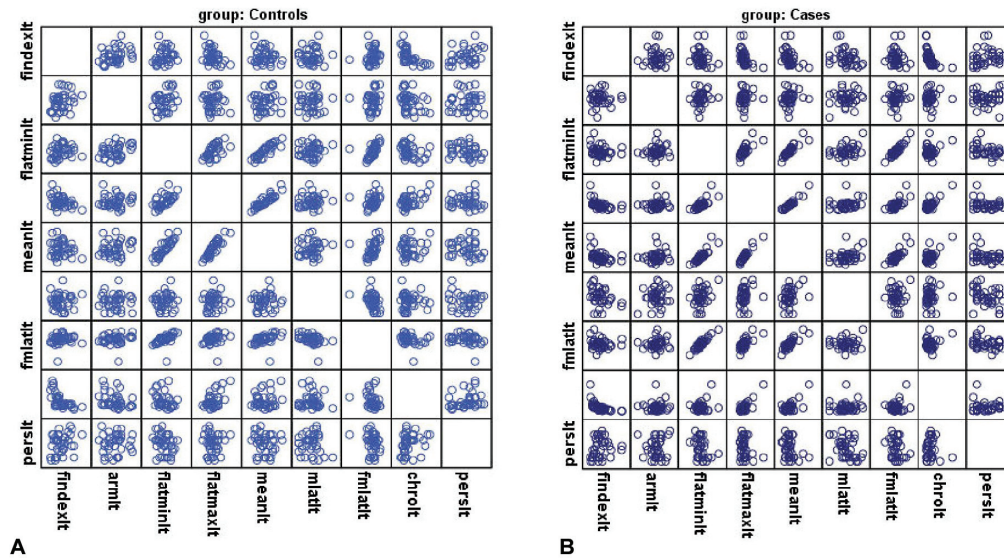 group: Controls
findexlt
flatminlt
meanlt
fmlatlt
perslt
findexlt
armlt
flatminlt
flatmaxlt
meanlt
mlatlt
fmlatlt
chrolt
perslt
A
group: Cases
findexlt
flatminlt
meanlt
fmlatlt
perslt
findexlt
armlt
flatminlt
flatmaxlt
meanlt
mlatlt
fmlatlt
chrolt
perslt
B